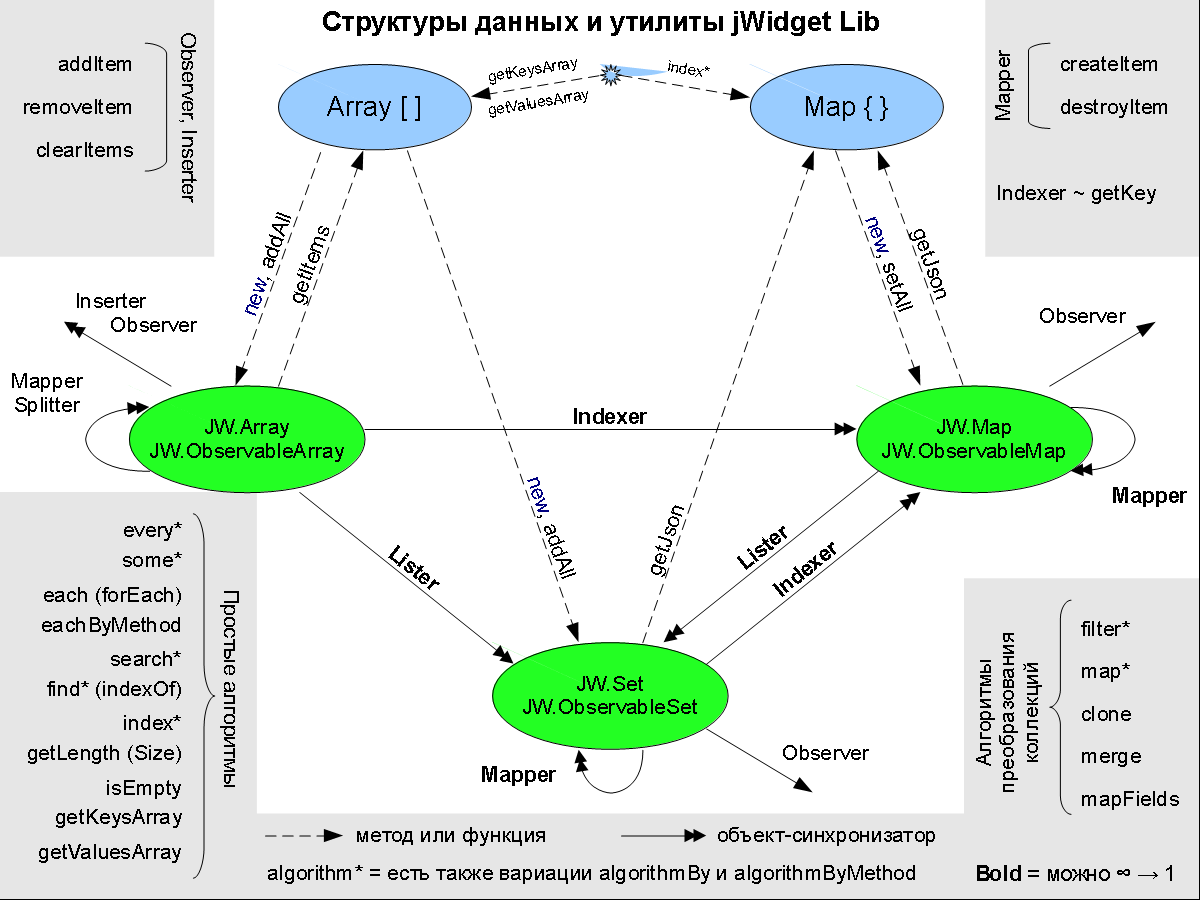 Структуры данных и утилиты jWidget Lib
addItem
removeItem
clearItems
Observer, Inserter
Array [ ]
getKeysArray
getValuesArray
index*
Map { }
Mapper
createItem
destroyItem
Indexer ~ getKey
new, addAll
getItems
new, setAll
getJson
Inserter
Observer
Mapper
Splitter
JW.Array
JW.ObservableArray
Indexer
Observer
JW.Map
JW.ObservableMap
Mapper
new, addAll
getJson
Lister
Lister
Indexer
JW.Set
JW.ObservableSet
Mapper
Observer
every*
some*
each (forEach)
eachByMethod
search*
find* (indexOf)
index*
getLength (Size)
isEmpty
getKeysArray
getValuesArray
Простые алгоритмы
Алгоритмы
преобразования
коллекций
filter*
map*
clone
merge
mapFields
метод или функция
объект-синхронизатор
algorithm* = есть также вариации algorithmBy и algorithmByMethod
Bold = можно ∞ → 1